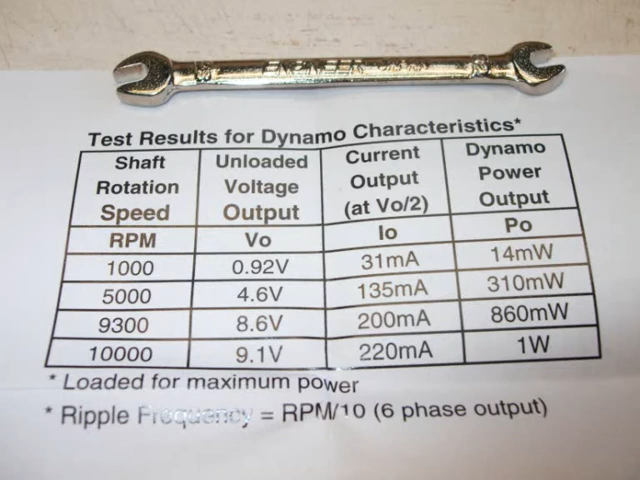 Test Results for Dynamo Characteristics*
Shaft Rotation Speed Unloaded Voltage Output Current Output (at Vo/2) Dynamo Power Output
RPM Vo Io Po
1000 0.92V 31mA 14mW
5000 4.6V 135mA 310mW
9300 8.6V 200mA 860mW
10000 9.1V 220mA 1W
* Loaded for maximum power
* Ripple Frequency = RPM/10 (6 phase output)